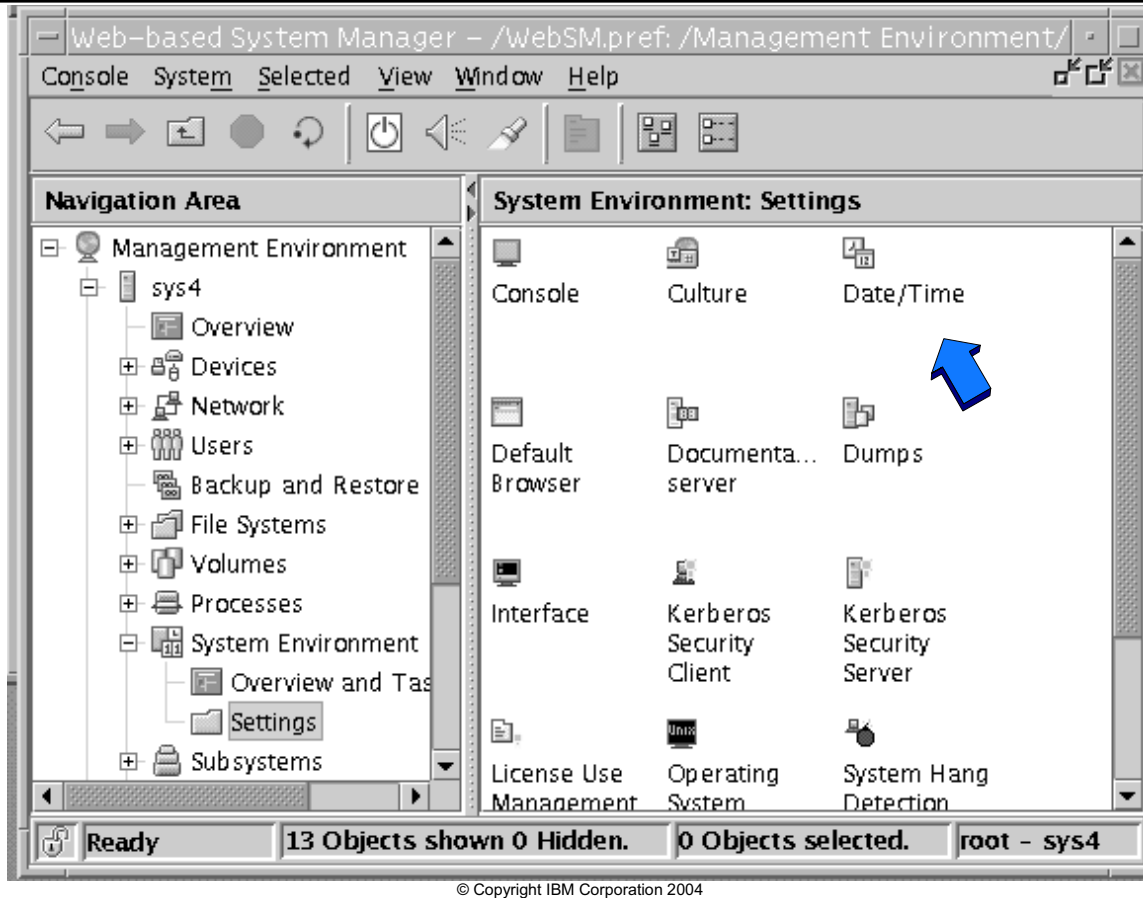 Web-based System Manager - /WebSM.pref: /Management Environment/
Console System Selected View Window Help
Navigation Area
Management Environment
sys4
Overview
Devices
Network
Users
Backup and Restore
File Systems
Volumes
Processes
System Environment
Overview and Tas
Settings
Subsystems
System Environment: Settings
Console
Culture
Date/Time
Default
Browser
Documenta...
server
Dumps
Interface
Kerberos
Security
Client
Kerberos
Security
Server
License Use
Management
Unix
Operating
System
System Hang
Detection
Ready
13 Objects shown 0 Hidden.
0 Objects selected.
root - sys4
© Copyright IBM Corporation 2004